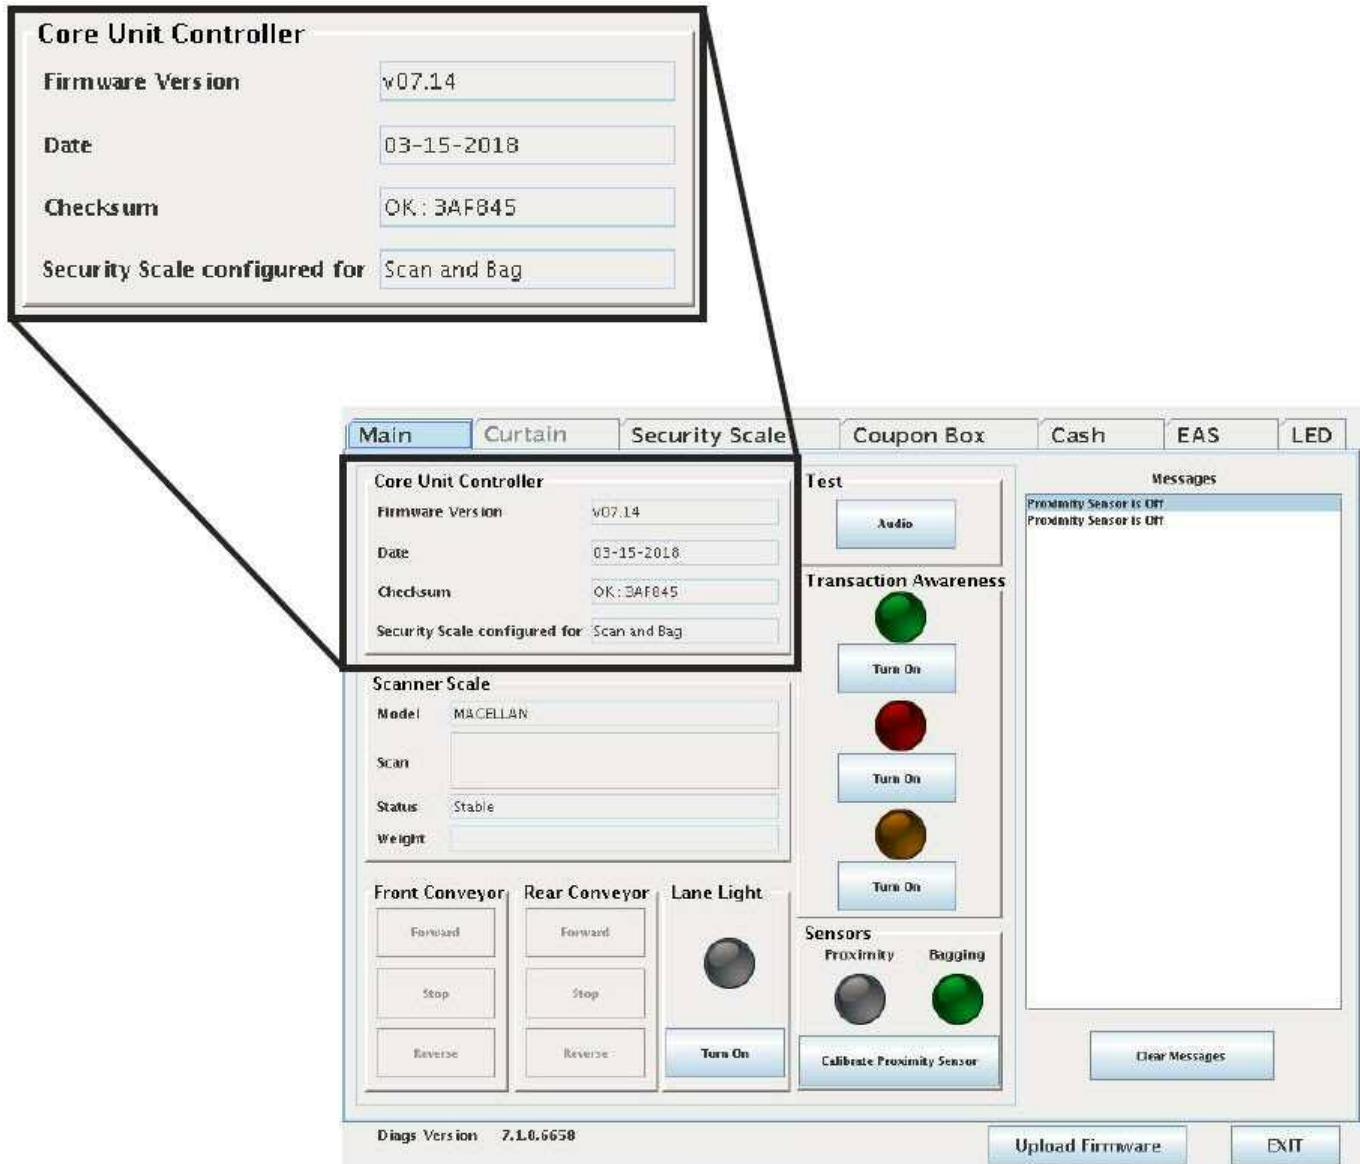 Core Unit Controller
Firmware Version v07.14
Date 03-15-2018
Checksum OK: 3AF845
Security Scale configured for Scan and Bag
Main Curtain Security Scale Coupon Box Cash EAS LED
Core Unit Controller
Firmware Version v07.14
Date 03-15-2018
Checksum OK: 3AF845
Security Scale configured for Scan and Bag
Scanner Scale
Model MACELLAN
Scan
Status Stable
Weight
Front Conveyor
Forward
Stop
Reverse
Rear Conveyor
Forward
Stop
Reverse
Lane Light
Turn On
Test
Audio
Transaction Awareness
Turn On
Turn On
Turn On
Sensors
Proximity Bagging
Calibrate Proximity Sensor
Messages
Proximity Sensor is Off
Proximity Sensor is Off
Clear Messages
Diags Version 7.1.0.6658
Upload Firmware EXIT